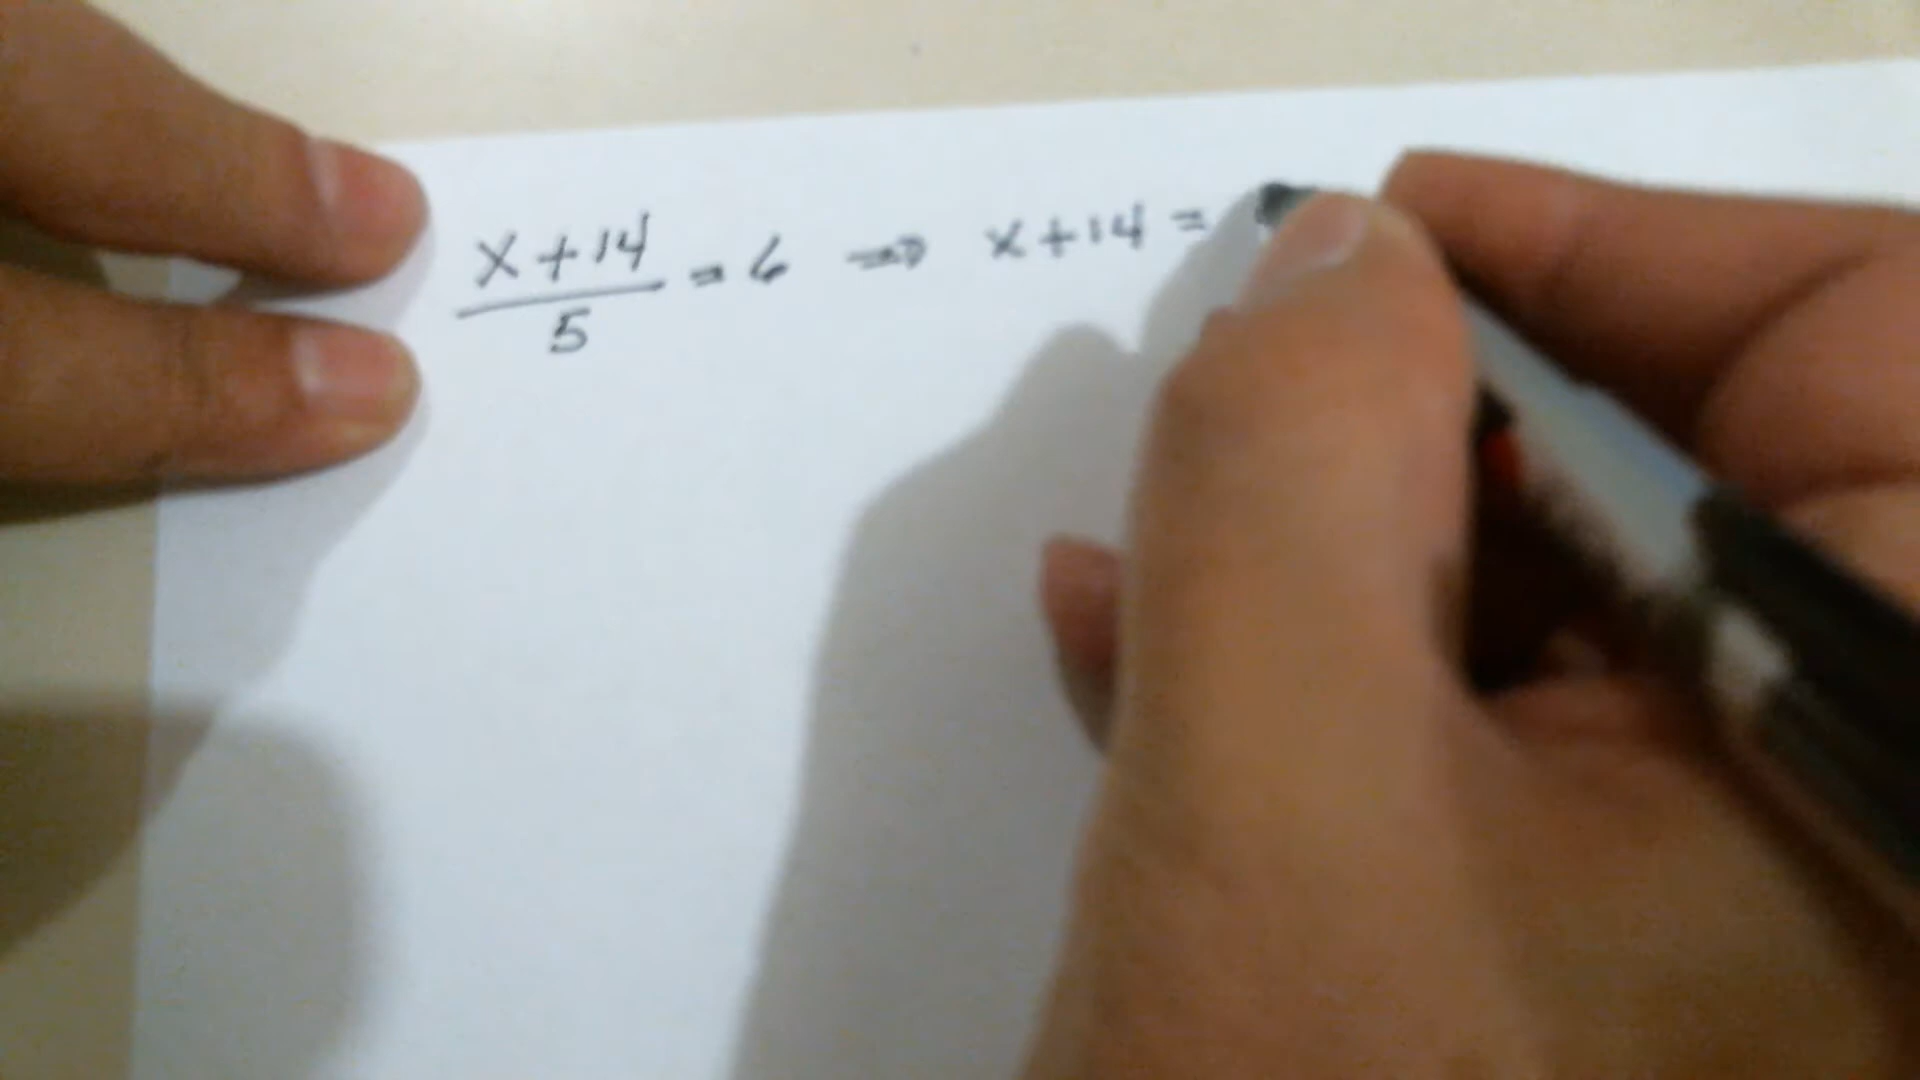 x+14/5 = 6 ⇒ x+14 =